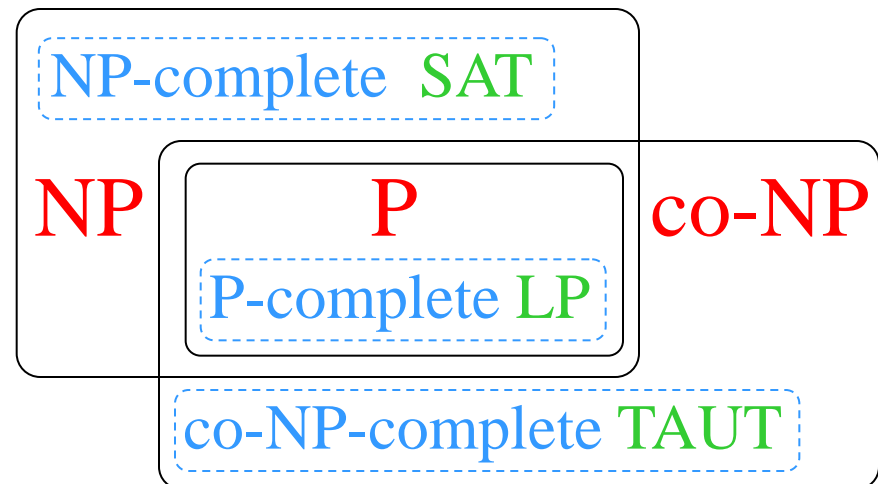 NP-complete SAT
NP P co-NP
P-complete LP
co-NP-complete TAUT